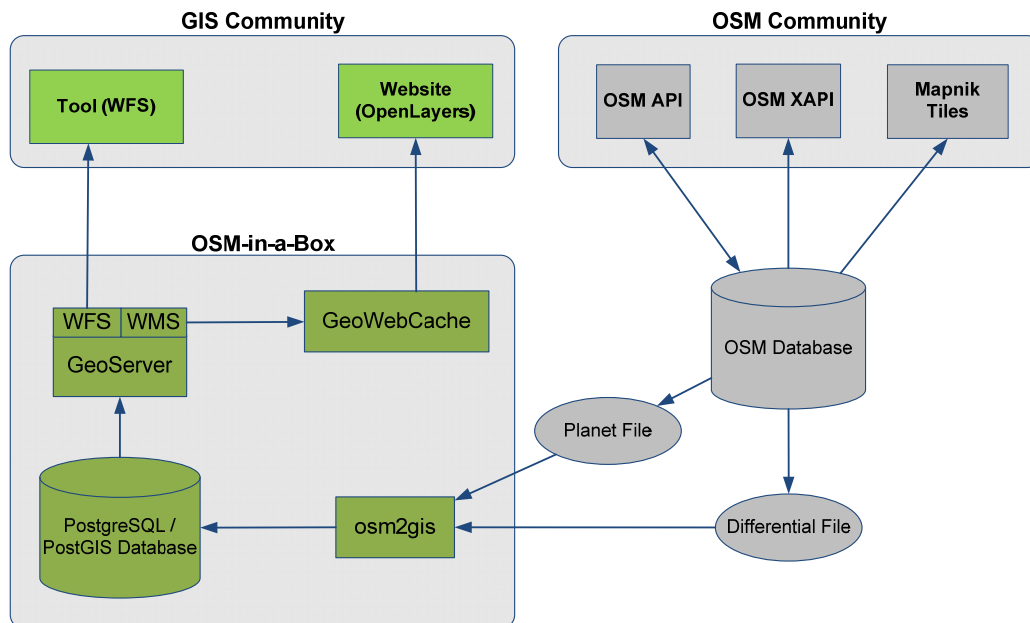 GIS Community
OSM Community
Tool (WFS)
Website
(OpenLayers)
OSM API
OSM XAPI
Mapnik
Tiles
OSM-in-a-Box
WFS
WMS
GeoServer
GeoWebCache
OSM Database
Planet File
PostgreSQL /
PostGIS Database
osm2gis
Differential File